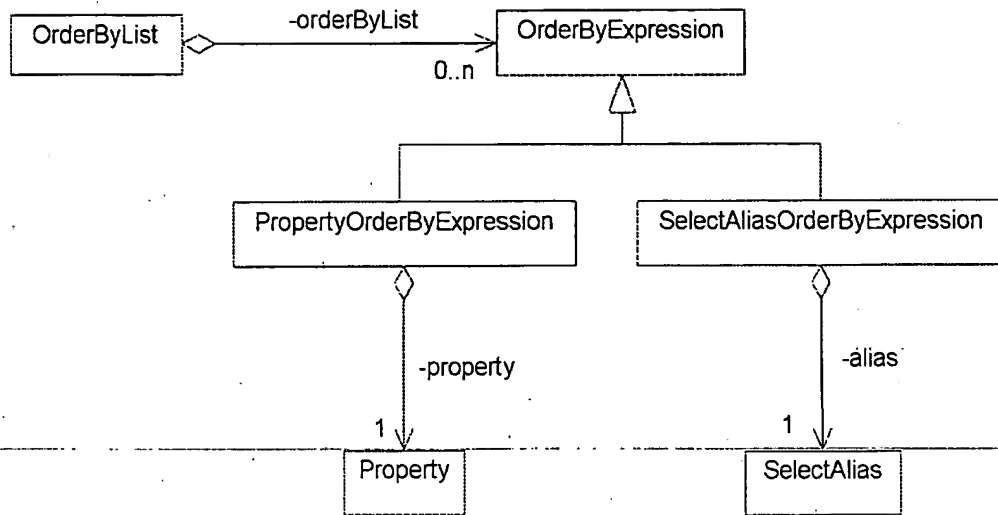 OrderByList
-orderByList
OrderByExpression
0..n
PropertyOrderByExpression
SelectAliasOrderByExpression
-property
-alias
1
1
Property
SelectAlias